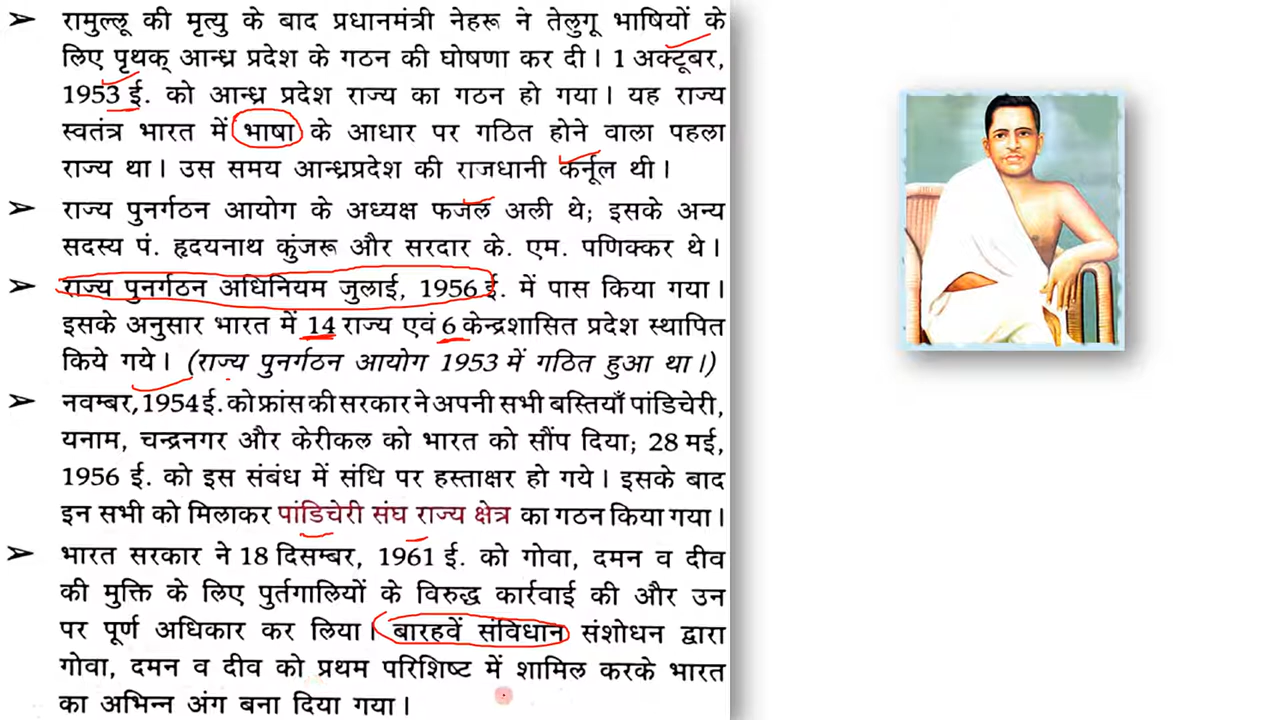 ➢ रामुल्लू की मृत्यु के बाद प्रधानमंत्री नेहरू ने तेलुगू भाषियों के
लिए पृथक् आन्ध्र प्रदेश के गठन की घोषणा कर दी। 1 अक्टूबर,
1953 ई. को आन्ध्र प्रदेश राज्य का गठन हो गया। यह राज्य
स्वतंत्र भारत में भाषा के आधार पर गठित होने वाला पहला
राज्य था। उस समय आन्ध्रप्रदेश की राजधानी कर्नूल थी।
➢ राज्य पुनर्गठन आयोग के अध्यक्ष फजल अली थे; इसके अन्य
सदस्य पं. हृदयनाथ कुंजरू और सरदार के. एम. पणिक्कर थे।
➢ राज्य पुनर्गठन अधिनियम जुलाई, 1956 ई. में पास किया गया।
इसके अनुसार भारत में 14 राज्य एवं 6 केन्द्रशासित प्रदेश स्थापित
किये गये। (राज्य पुनर्गठन आयोग 1953 में गठित हुआ था।)
➢ नवम्बर, 1954 ई. को फ्रांस की सरकार ने अपनी सभी बस्तियाँ पांडिचेरी,
यनाम, चन्द्रनगर और केरीकल को भारत को सौंप दिया; 28 मई,
1956 ई. को इस संबंध में संधि पर हस्ताक्षर हो गये। इसके बाद
इन सभी को मिलाकर पांडिचेरी संघ राज्य क्षेत्र का गठन किया गया।
➢ भारत सरकार ने 18 दिसम्बर, 1961 ई. को गोवा, दमन व दीव
की मुक्ति के लिए पुर्तगालियों के विरुद्ध कार्रवाई की और उन
पर पूर्ण अधिकार कर लिया। बारहवें संविधान संशोधन द्वारा
गोवा, दमन व दीव को प्रथम परिशिष्ट में शामिल करके भारत
का अभिन्न अंग बना दिया गया।